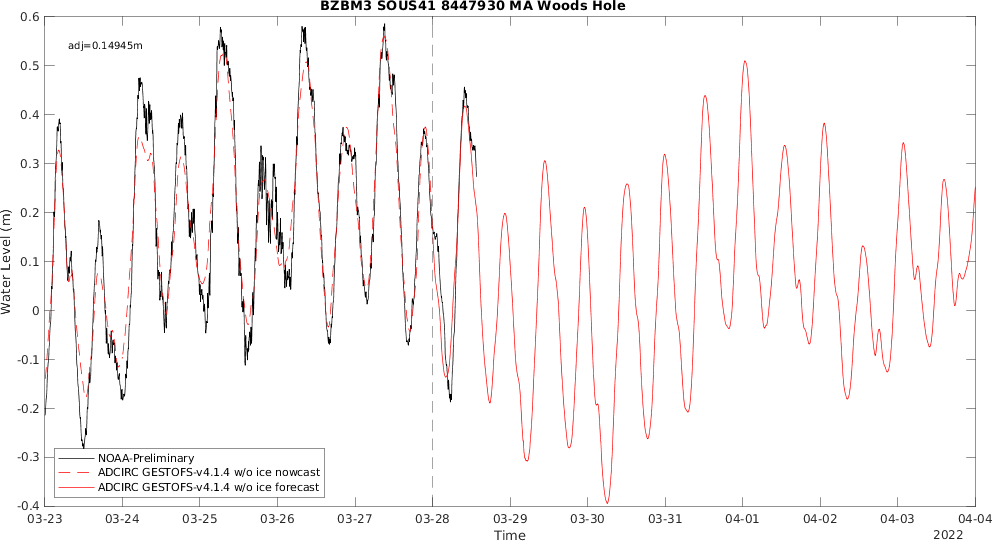 BZBM3 SOUS41 8447930 MA Woods Hole
adj=0.14945m
Water Level (m)
0.6
0.5
0.4
0.3
0.2
0.1
0
-0.1
-0.2
-0.3
-0.4
NOAA-Preliminary
ADCIRC GESTOFS-v4.1.4 w/o ice nowcast
ADCIRC GESTOFS-v4.1.4 w/o ice forecast
03-23 03-24 03-25 03-26 03-27 03-28 03-29 03-30 03-31 04-01 04-02 04-03 04-04
Time
2022